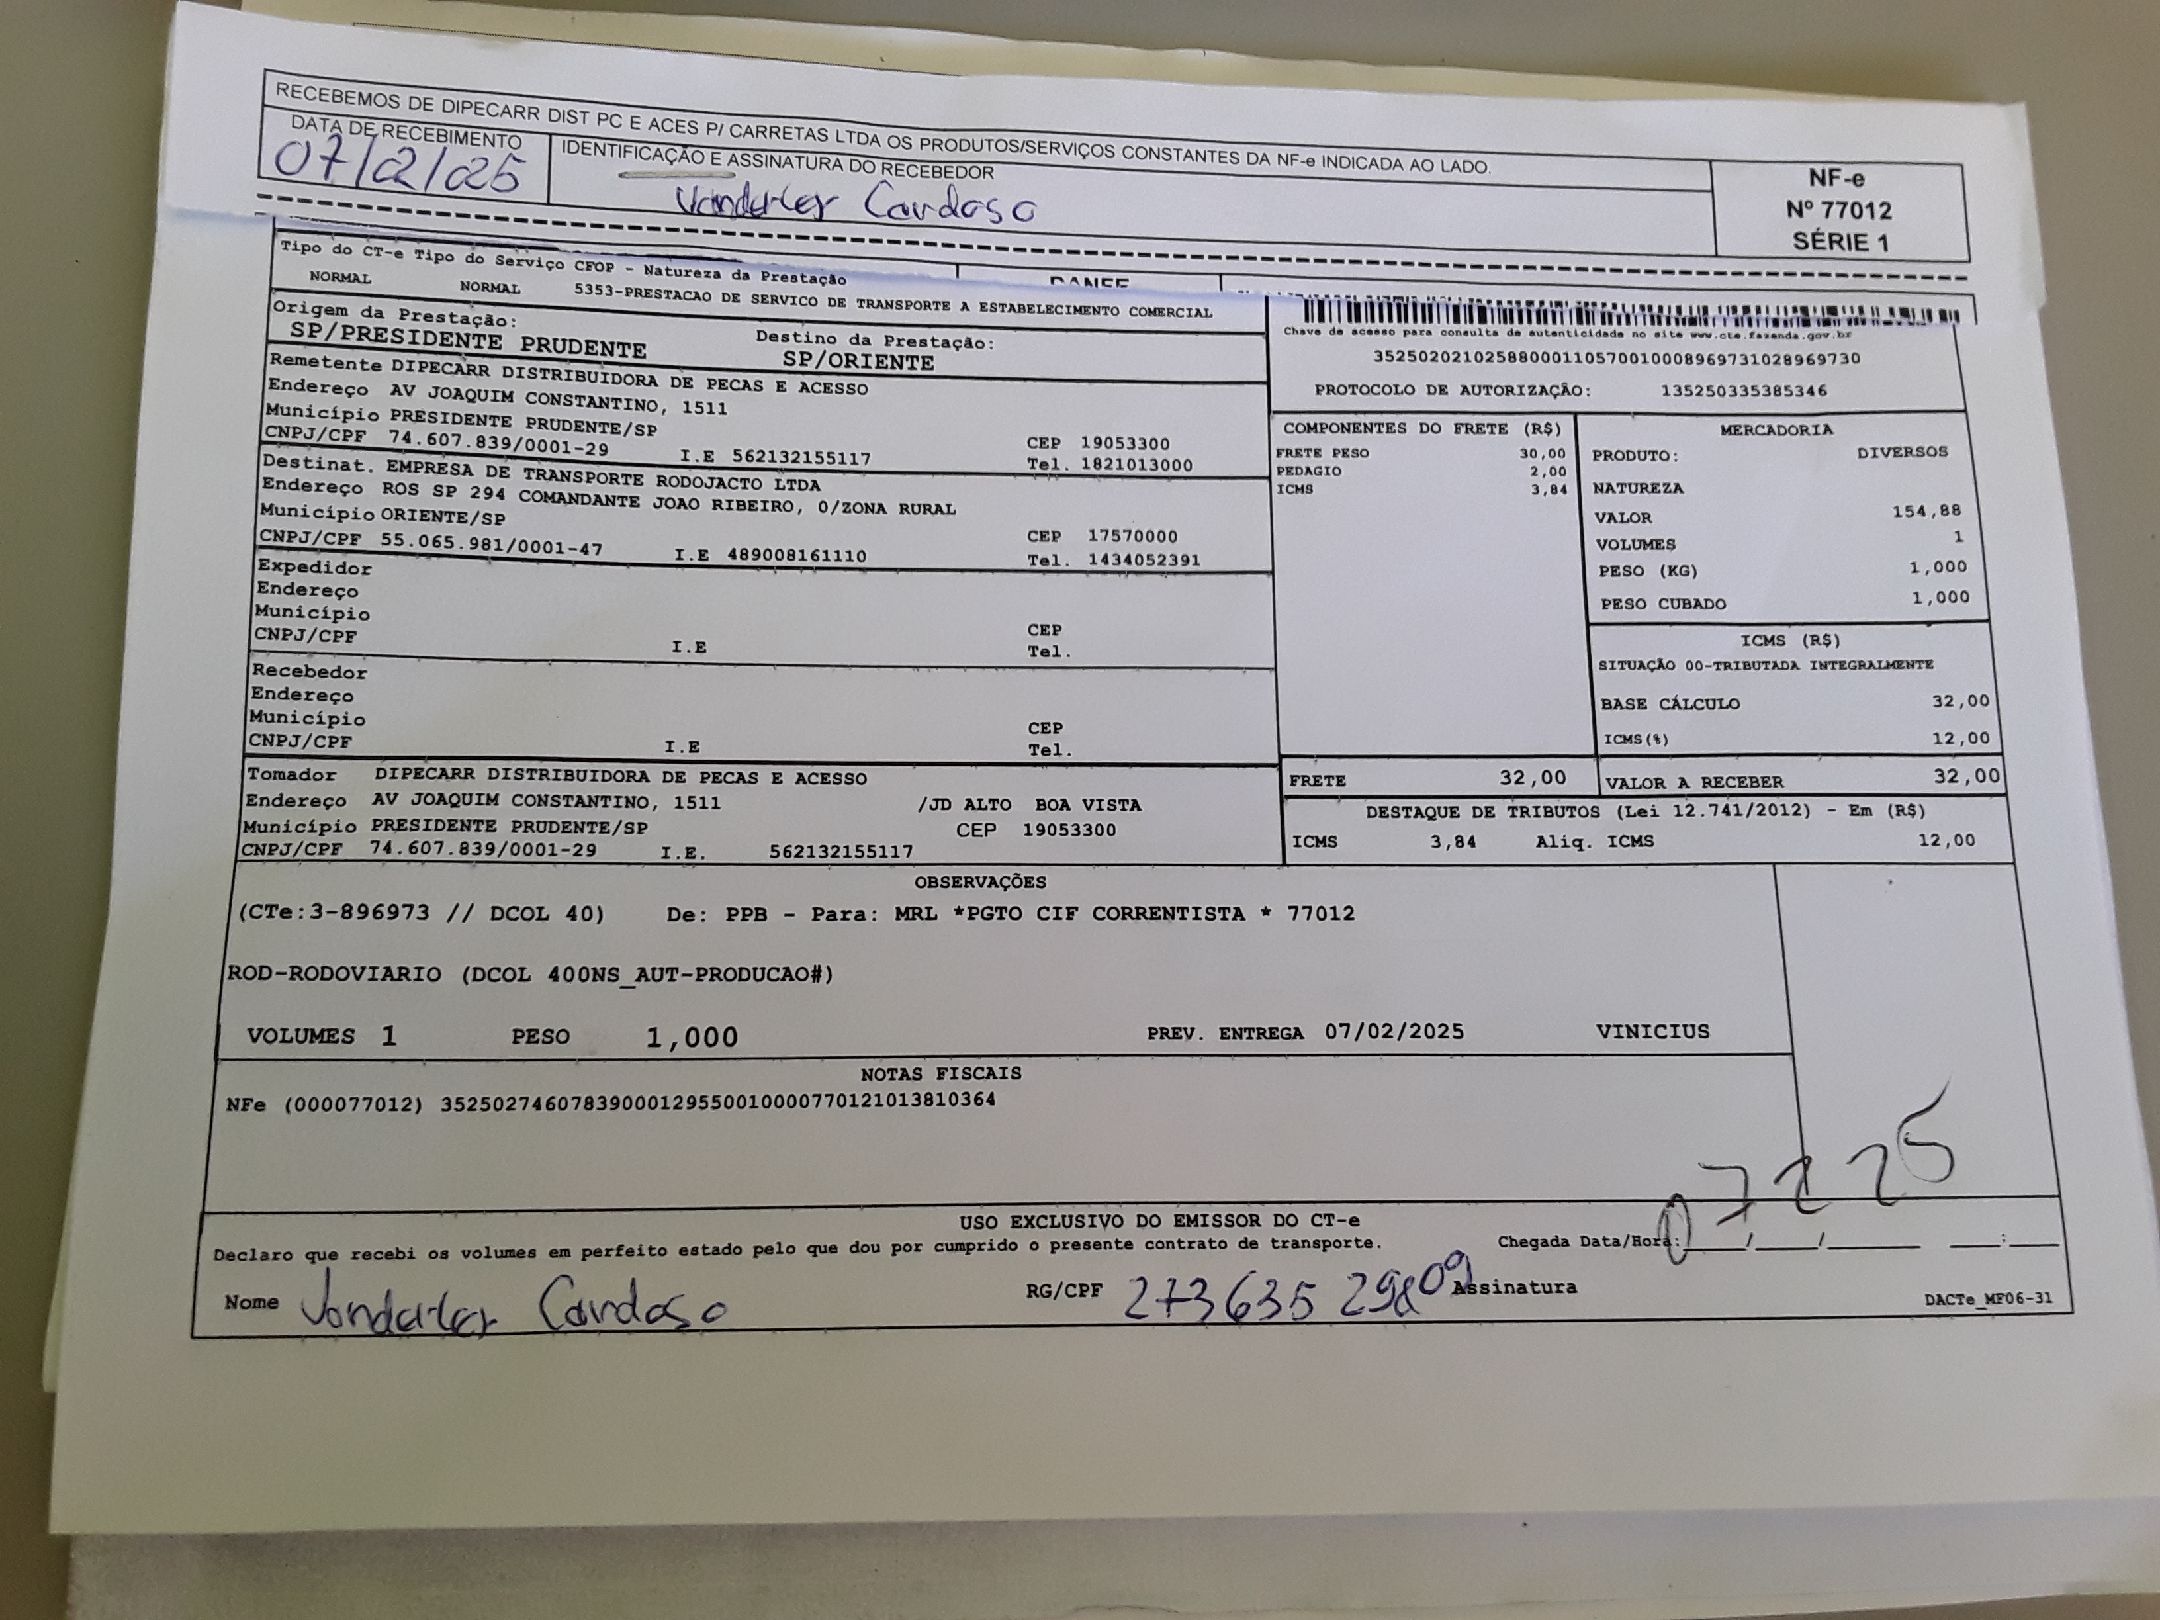 RECEBEMOS DE DIPECARR DIST PC E ACES P/ CARRETAS LTDA OS PRODUTOS/SERVIÇOS CONSTANTES DA NF-e INDICADA AO LADO.
DATA DE RECEBIMENTO
07/02/025
IDENTIFICAÇÃO E ASSINATURA DO RECEBEDOR
Vanderley Cardoso
NF-e
Nº 77012
SÉRIE 1
Tipo do CT-e Tipo do Serviço CFOP - Natureza da Prestação
NORMAL NORMAL 5353-PRESTACAO DE SERVICO DE TRANSPORTE A ESTABELECIMENTO COMERCIAL
DANFE
Origem da Prestação:
SP/PRESIDENTE PRUDENTE
Destino da Prestação:
SP/ORIENTE
Chave de acesso para consulta de autenticidade no site www.cte.fazenda.gov.br
35250202102588000110570010008969731028969730
PROTOCOLO DE AUTORIZAÇÃO: 135250335385346
Remetente DIPECARR DISTRIBUIDORA DE PECAS E ACESSO
Endereço AV JOAQUIM CONSTANTINO, 1511
Município PRESIDENTE PRUDENTE/SP CEP 19053300
CNPJ/CPF 74.607.839/0001-29 I.E 562132155117 Tel. 1821013000
Destinat. EMPRESA DE TRANSPORTE RODOJACTO LTDA
Endereço ROS SP 294 COMANDANTE JOAO RIBEIRO, 0/ZONA RURAL
Município ORIENTE/SP CEP 17570000
CNPJ/CPF 55.065.981/0001-47 I.E 489008161110 Tel. 1434052391
Expedidor
Endereço
Município CEP
CNPJ/CPF I.E Tel.
Recebedor
Endereço
Município CEP
CNPJ/CPF I.E Tel.
Tomador DIPECARR DISTRIBUIDORA DE PECAS E ACESSO
Endereço AV JOAQUIM CONSTANTINO, 1511 /JD ALTO BOA VISTA
Município PRESIDENTE PRUDENTE/SP CEP 19053300
CNPJ/CPF 74.607.839/0001-29 I.E. 562132155117
COMPONENTES DO FRETE (R$)
FRETE PESO 30,00
PEDAGIO 2,00
ICMS 3,84
MERCADORIA
PRODUTO: DIVERSOS
NATUREZA
VALOR 154,88
VOLUMES 1
PESO (KG) 1,000
PESO CUBADO 1,000
ICMS (R$)
SITUAÇÃO 00-TRIBUTADA INTEGRALMENTE
BASE CÁLCULO 32,00
ICMS(%) 12,00
FRETE 32,00 VALOR A RECEBER 32,00
DESTAQUE DE TRIBUTOS (Lei 12.741/2012) - Em (R$)
ICMS 3,84 Aliq. ICMS 12,00
OBSERVAÇÕES
(CTe:3-896973 // DCOL 40) De: PPB - Para: MRL *PGTO CIF CORRENTISTA * 77012
ROD-RODOVIARIO (DCOL 400NS_AUT-PRODUCAO#)
VOLUMES 1 PESO 1,000 PREV. ENTREGA 07/02/2025 VINICIUS
NOTAS FISCAIS
NFe (000077012) 35250274607839000129550010000770121013810364
07 2 25
USO EXCLUSIVO DO EMISSOR DO CT-e
Declaro que recebi os volumes em perfeito estado pelo que dou por cumprido o presente contrato de transporte. Chegada Data/Hora:____/____/______ ___:___
Nome Vanderley Cardoso RG/CPF 273635 298 09 Assinatura
DACTe_MF06-31